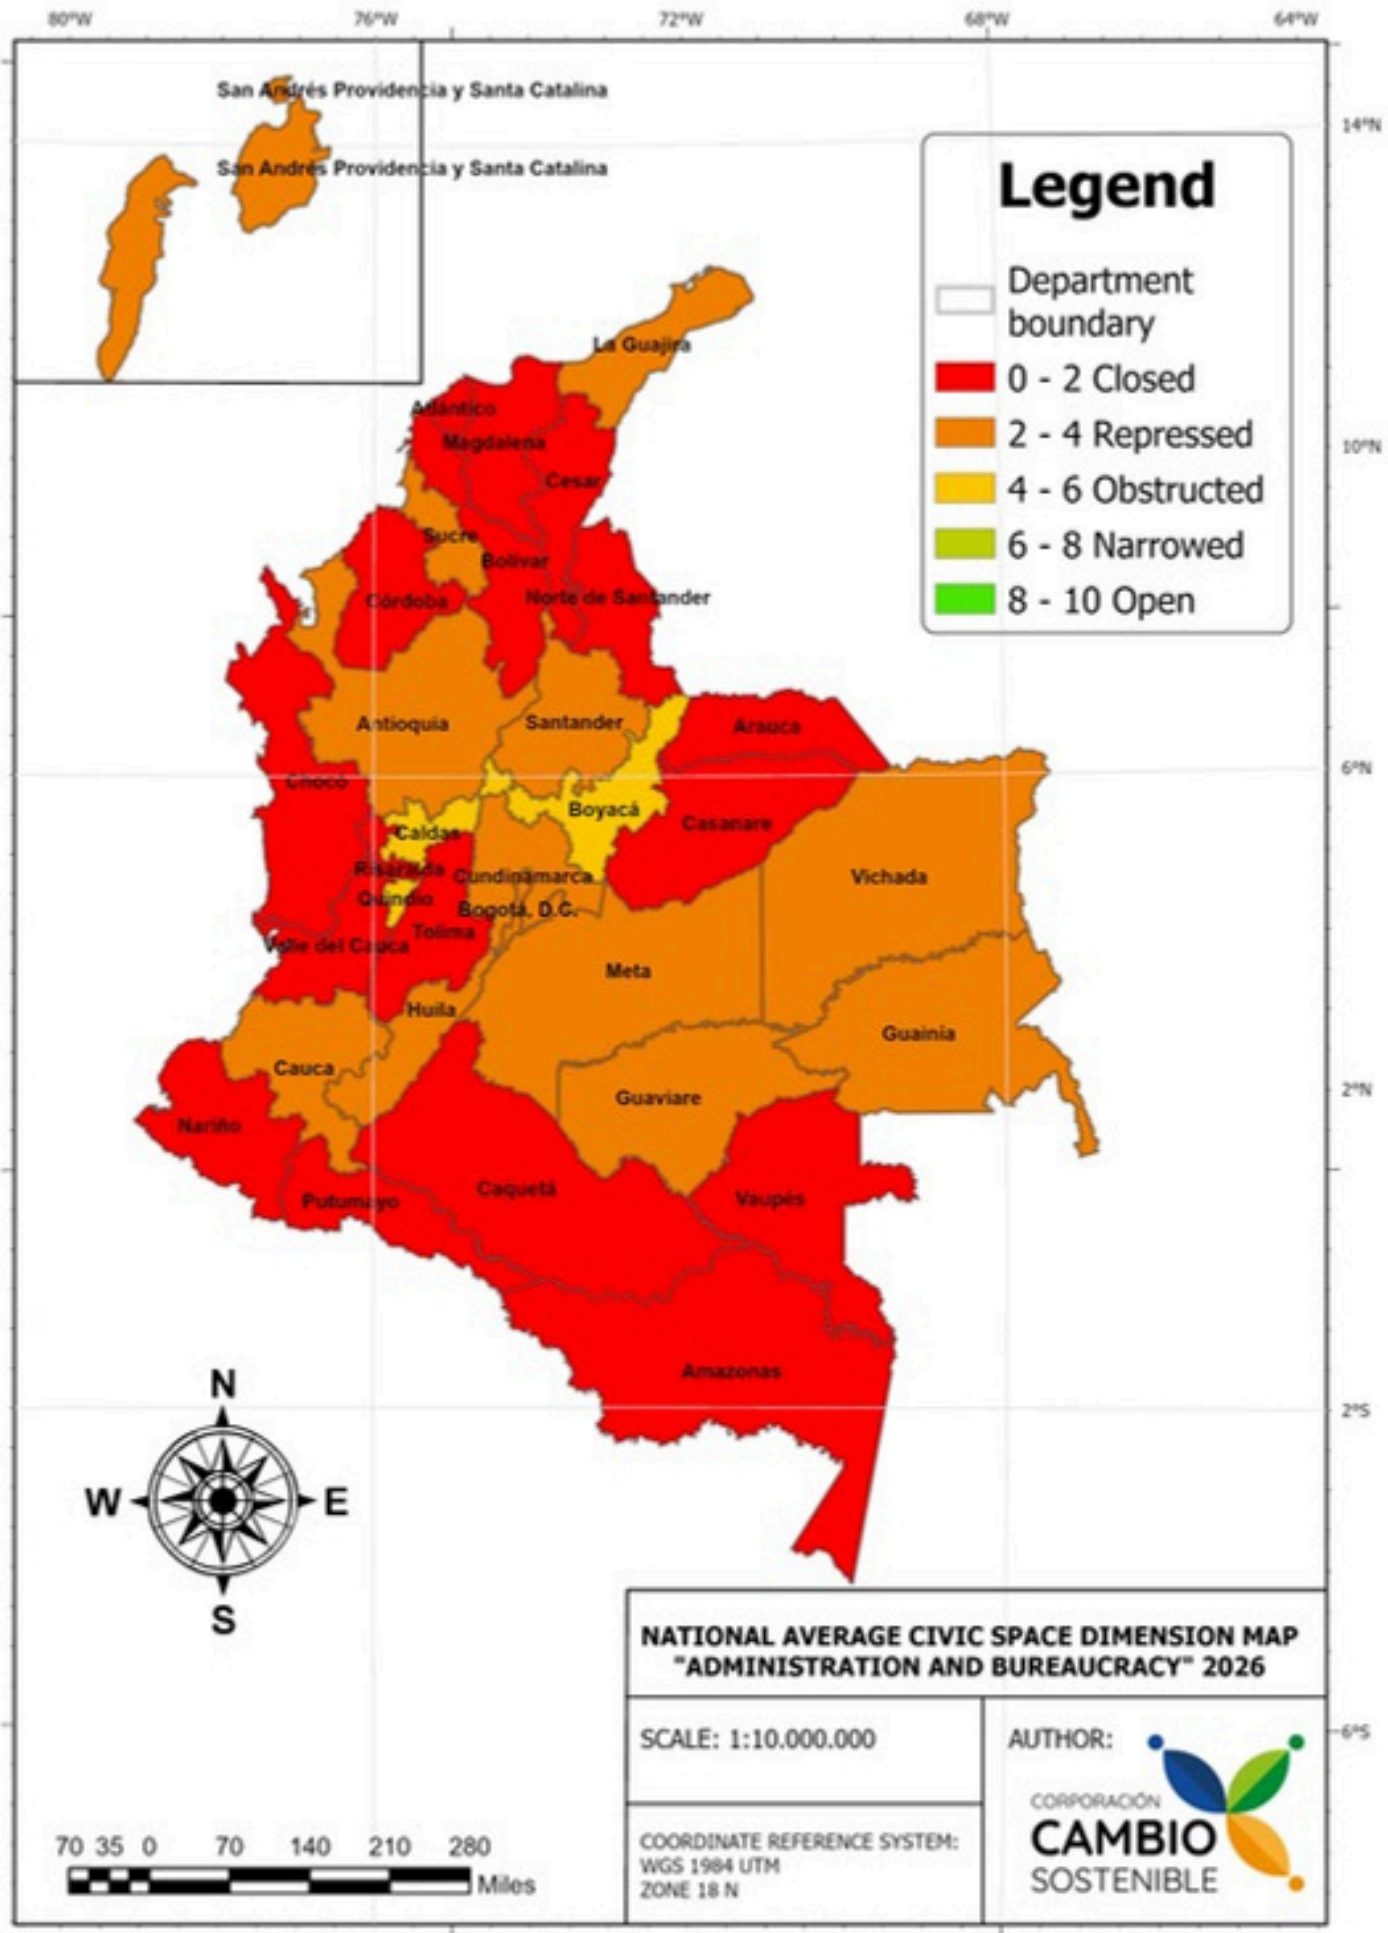 80°W 76°W 72°W 68°W 64°W
San Andrés Providencia y Santa Catalina
San Andrés Providencia y Santa Catalina
14°N
Legend
Department
boundary
0 - 2 Closed
2 - 4 Repressed
4 - 6 Obstructed
6 - 8 Narrowed
8 - 10 Open
La Guajira
Atlántico
Magdalena
10°N
Cesar
Sucre
Bolívar
Córdoba
Norte de Santander
Antioquia
Santander
Arauca
6°N
Chocó
Boyacá
Caldas
Casanare
Risaralda
Cundinamarca
Vichada
Quindío
Bogotá, D.C.
Tolima
Valle del Cauca
Meta
Huila
Guainía
Cauca
Guaviare
2°N
Nariño
Caquetá
Putumayo
Vaupés
Amazonas
N
2°S
W E
S
NATIONAL AVERAGE CIVIC SPACE DIMENSION MAP
"ADMINISTRATION AND BUREAUCRACY" 2026
SCALE: 1:10.000.000
AUTHOR:
6°S
CORPORACIÓN
CAMBIO
SOSTENIBLE
COORDINATE REFERENCE SYSTEM:
WGS 1984 UTM
ZONE 18 N
70 35 0 70 140 210 280
Miles